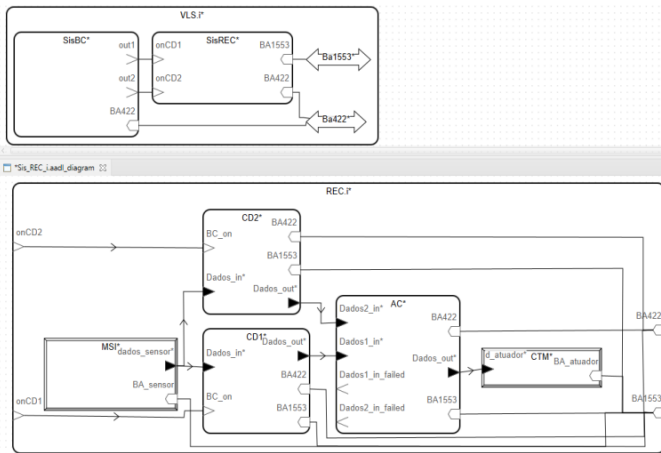 VLS.i*
SisBC*
out1
out2
BA422
SisREC*
onCD1
onCD2
BA1553
BA422
Ba1553*
Ba422*
*Sis_REC_i.aadl_diagram
REC.i*
onCD2
onCD1
CD2*
BC_on
Dados_in*
BA422
BA1553
Dados_out*
MSI*
dados_sensor*
BA_sensor
CD1*
Dados_in*
BC_on
Dados_out*
BA422
BA1553
AC*
Dados2_in*
Dados1_in*
Dados1_in_failed
Dados2_in_failed
BA422
Dados_out*
BA1553
d_atuador*
CTM*
BA_atuador
BA422
BA1553